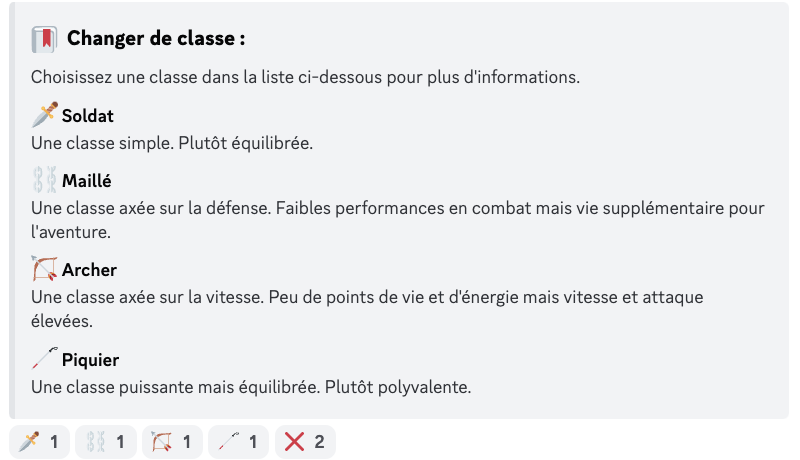 Changer de classe :
Choisissez une classe dans la liste ci-dessous pour plus d'informations.
Soldat
Une classe simple. Plutôt équilibrée.
Maillé
Une classe axée sur la défense. Faibles performances en combat mais vie supplémentaire pour
l'aventure.
Archer
Une classe axée sur la vitesse. Peu de points de vie et d'énergie mais vitesse et attaque
élevées.
Piquier
Une classe puissante mais équilibrée. Plutôt polyvalente.
1 1 1 1 2